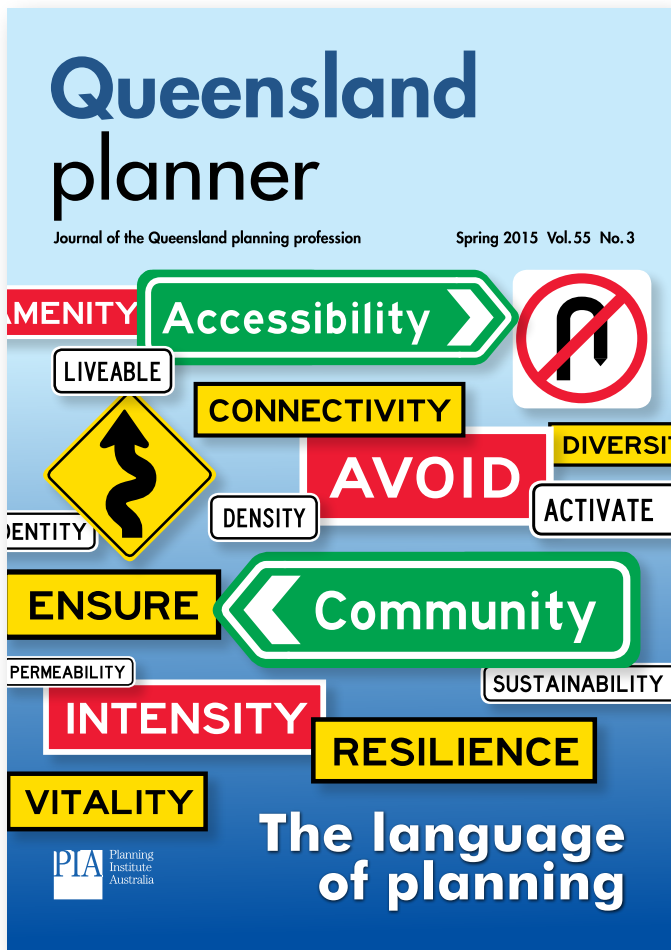 Queensland
planner
Journal of the Queensland planning profession
Spring 2015 Vol. 55 No. 3
AMENITY
Accessibility
LIVEABLE
CONNECTIVITY
DIVERSIT
AVOID
ACTIVATE
DENSITY
DENTITY
ENSURE
Community
PERMEABILITY
SUSTAINABILITY
INTENSITY
RESILIENCE
VITALITY
The language
of planning
PIA
Planning
Institute
Australia